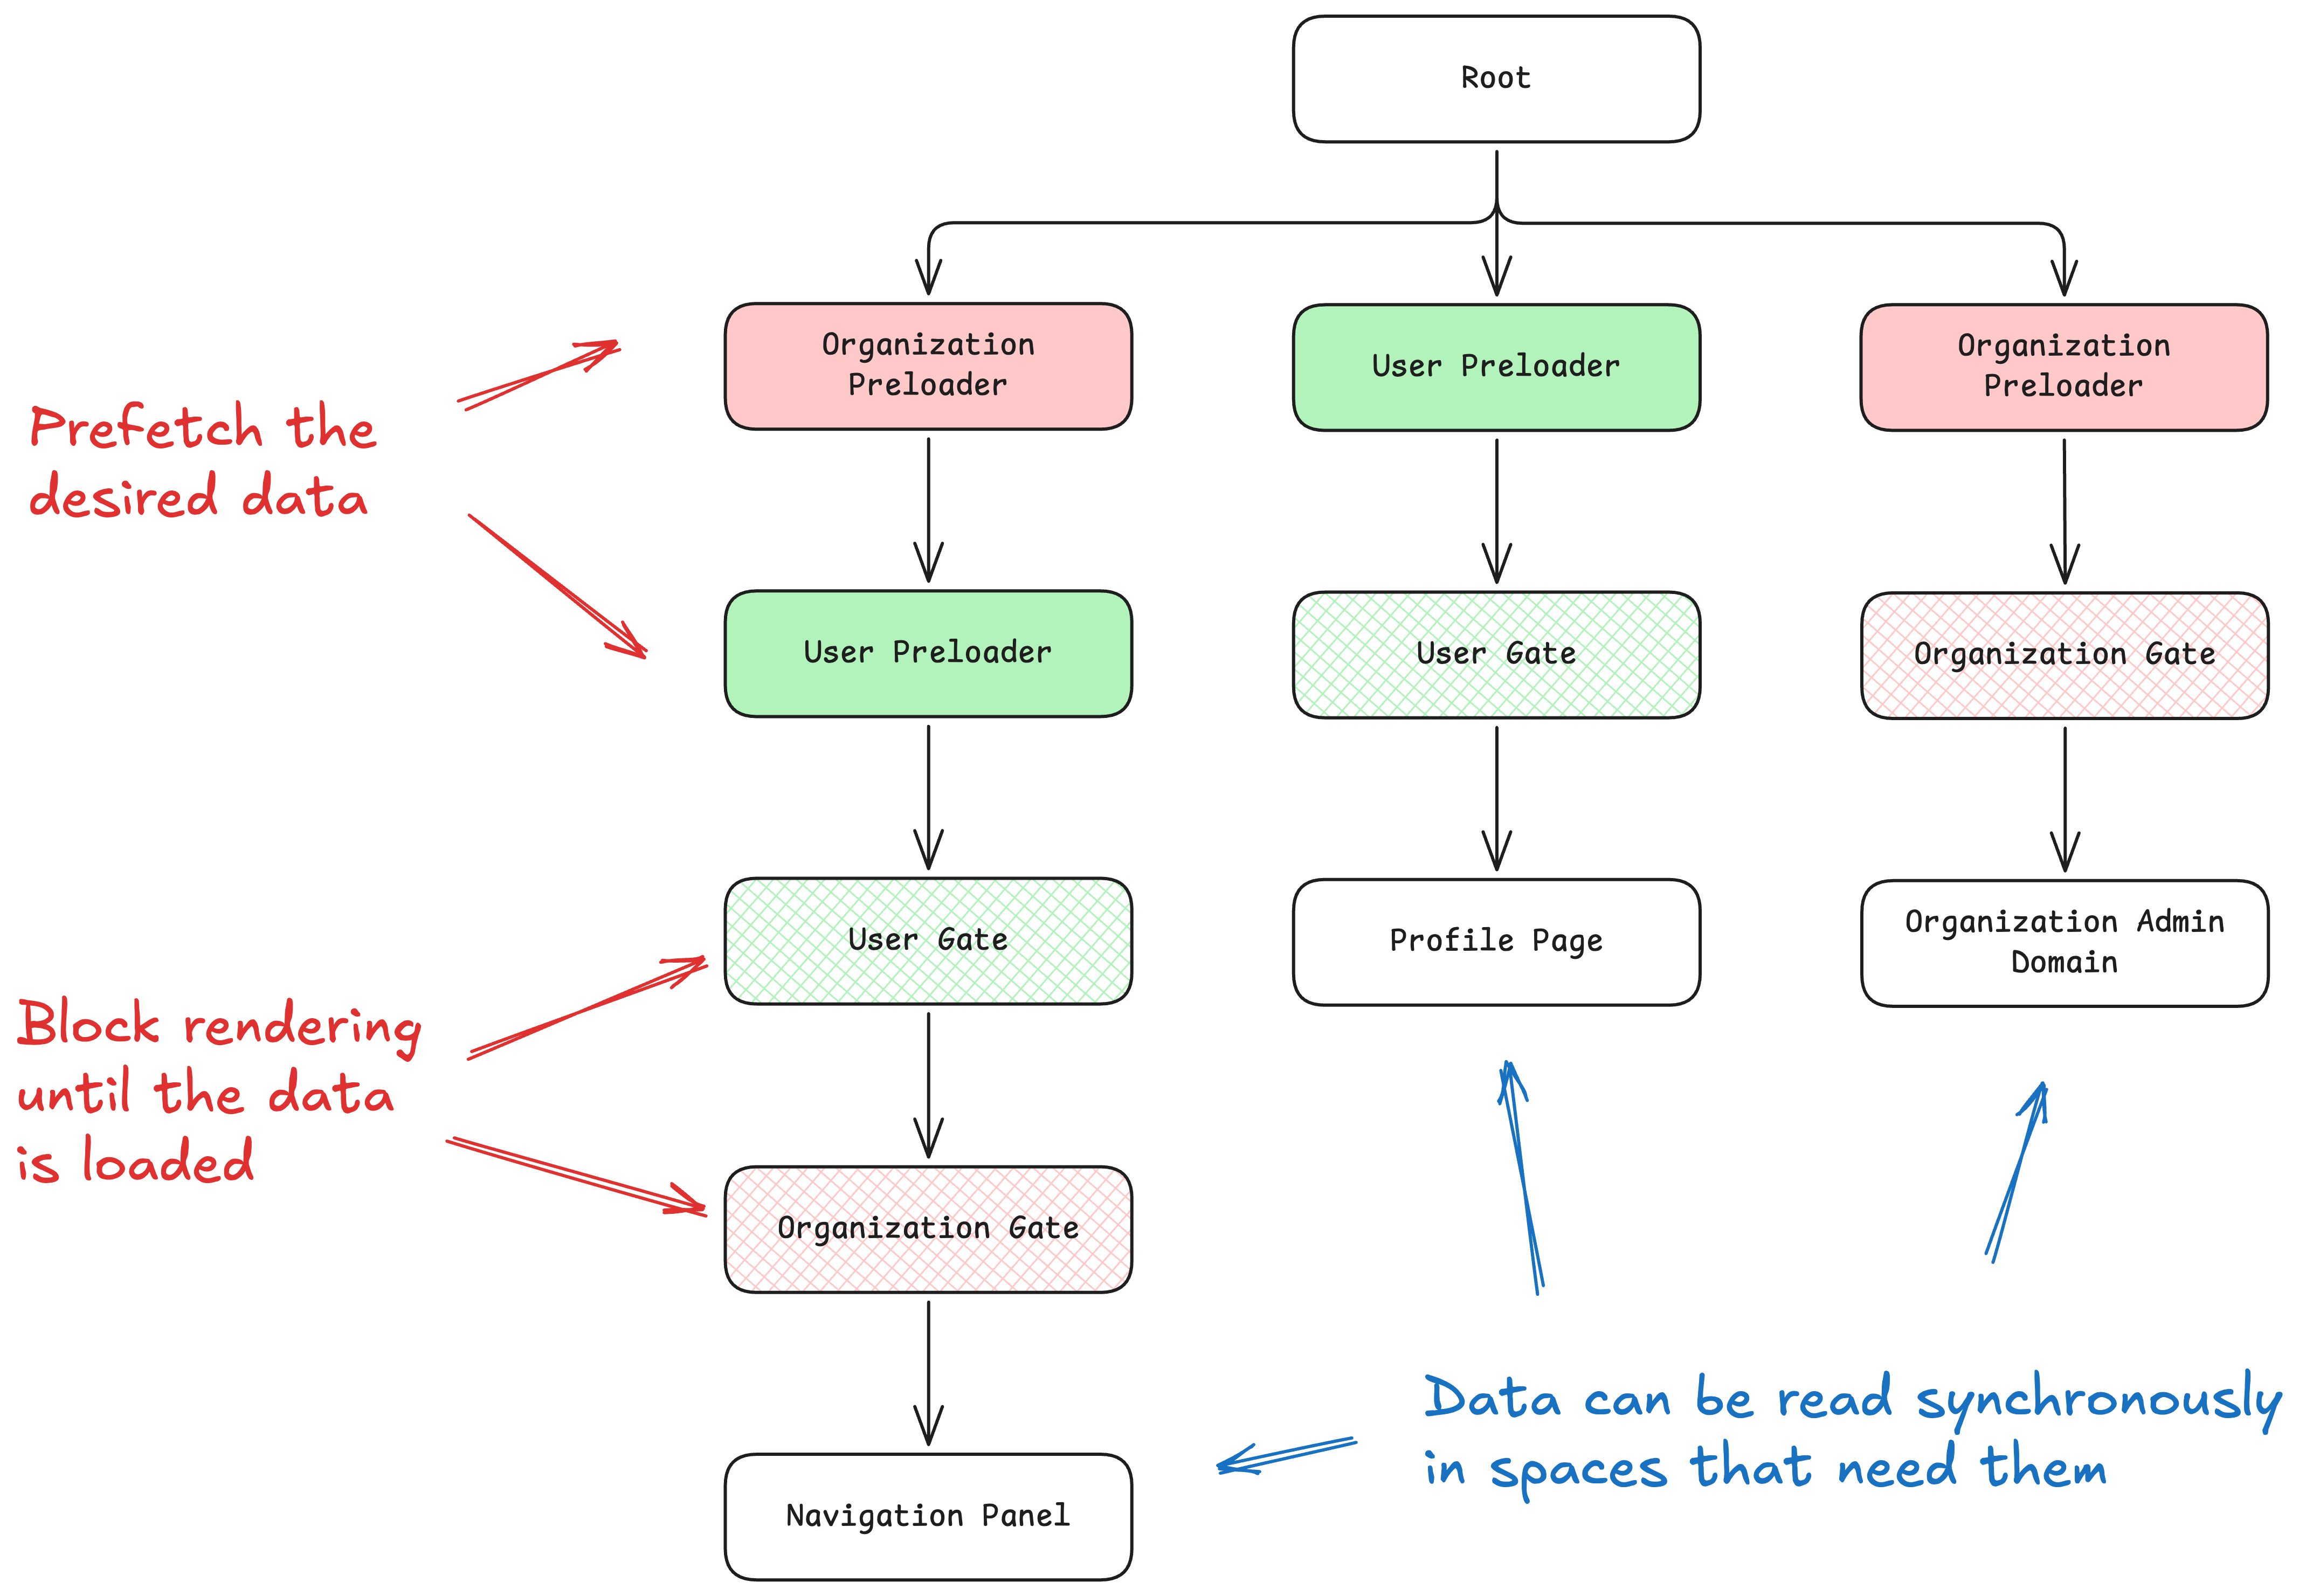 Root
Organization
Preloader
User Preloader
Organization
Preloader
Prefetch the
desired data
User Preloader
User Gate
Organization Gate
User Gate
Profile Page
Organization Admin
Domain
Block rendering
until the data
is loaded
Organization Gate
Data can be read synchronously
in spaces that need them
Navigation Panel